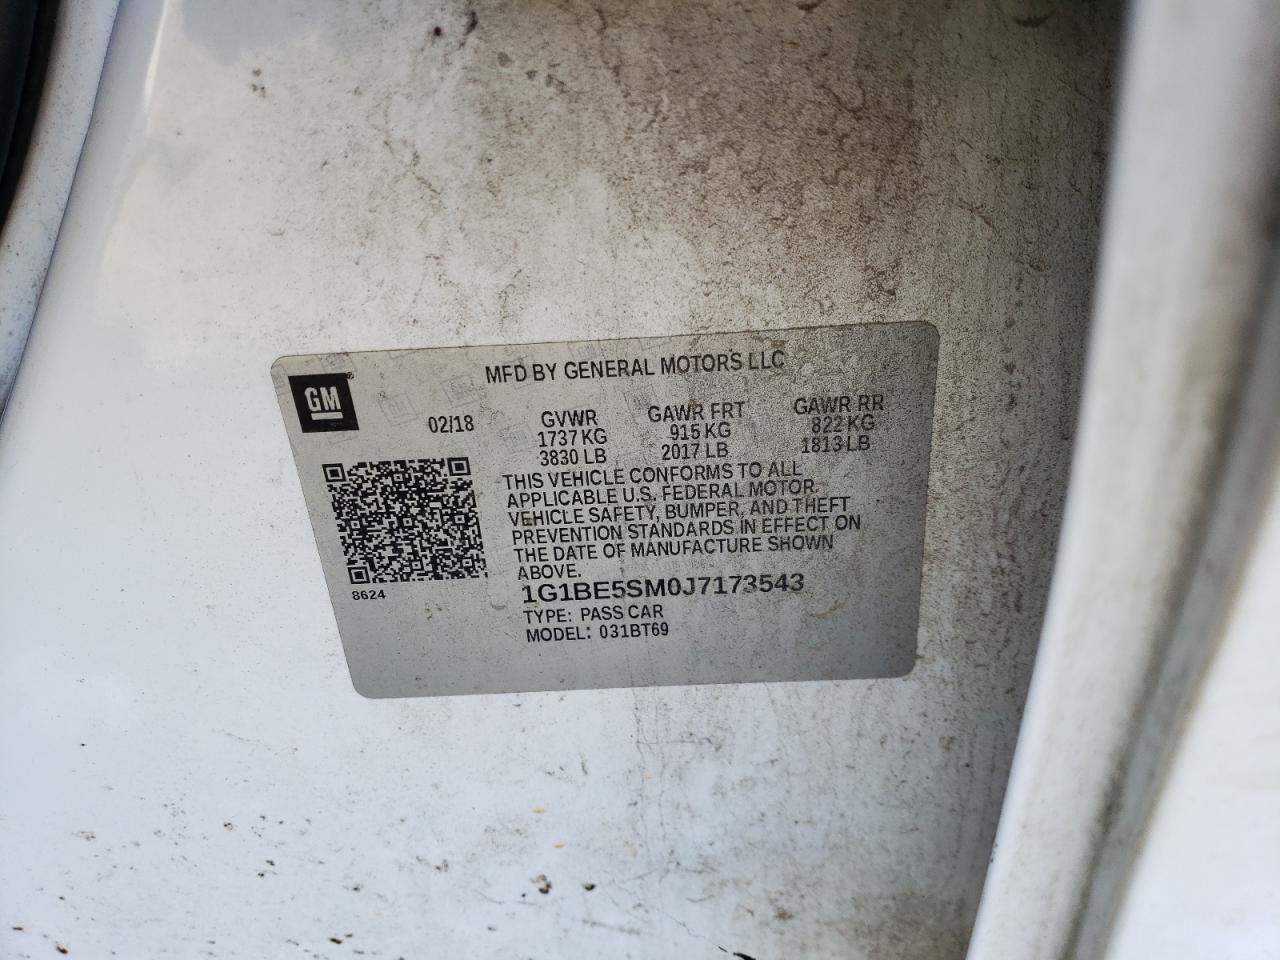 MFD BY GENERAL MOTORS LLC
GM®
02/18 GVWR GAWR FRT GAWR RR
1737 KG 915 KG 822 KG
3830 LB 2017 LB 1813 LB
THIS VEHICLE CONFORMS TO ALL
APPLICABLE U.S. FEDERAL MOTOR
VEHICLE SAFETY, BUMPER, AND THEFT
PREVENTION STANDARDS IN EFFECT ON
THE DATE OF MANUFACTURE SHOWN
ABOVE.
8624
1G1BE5SM0J7173543
TYPE: PASS CAR
MODEL: 031BT69